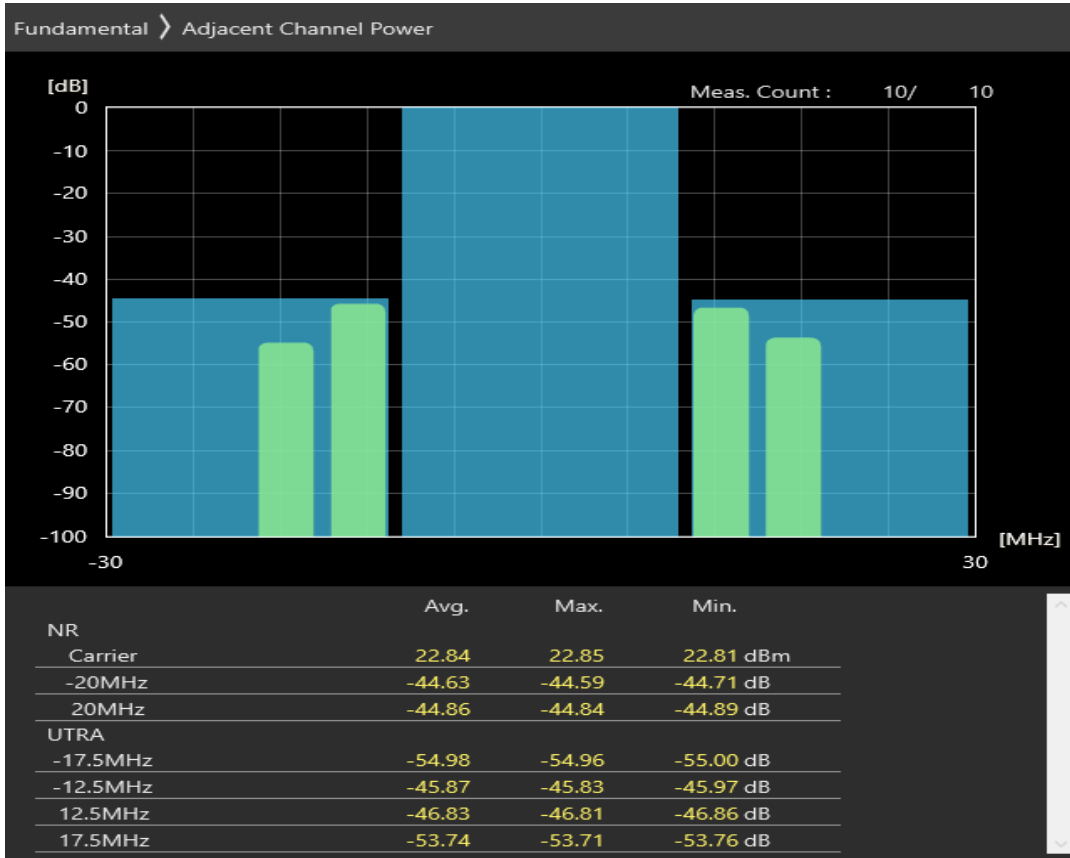 Fundamental 〉 Adjacent Channel Power
[dB]
Meas. Count : 10/ 10
0
-10
-20
-30
-40
-50
-60
-70
-80
-90
-100
[MHz]
-30 30
Avg. Max. Min.
NR
Carrier 22.84 22.85 22.81 dBm
-20MHz -44.63 -44.59 -44.71 dB
20MHz -44.86 -44.84 -44.89 dB
UTRA
-17.5MHz -54.98 -54.96 -55.00 dB
-12.5MHz -45.87 -45.83 -45.97 dB
12.5MHz -46.83 -46.81 -46.86 dB
17.5MHz -53.74 -53.71 -53.76 dB